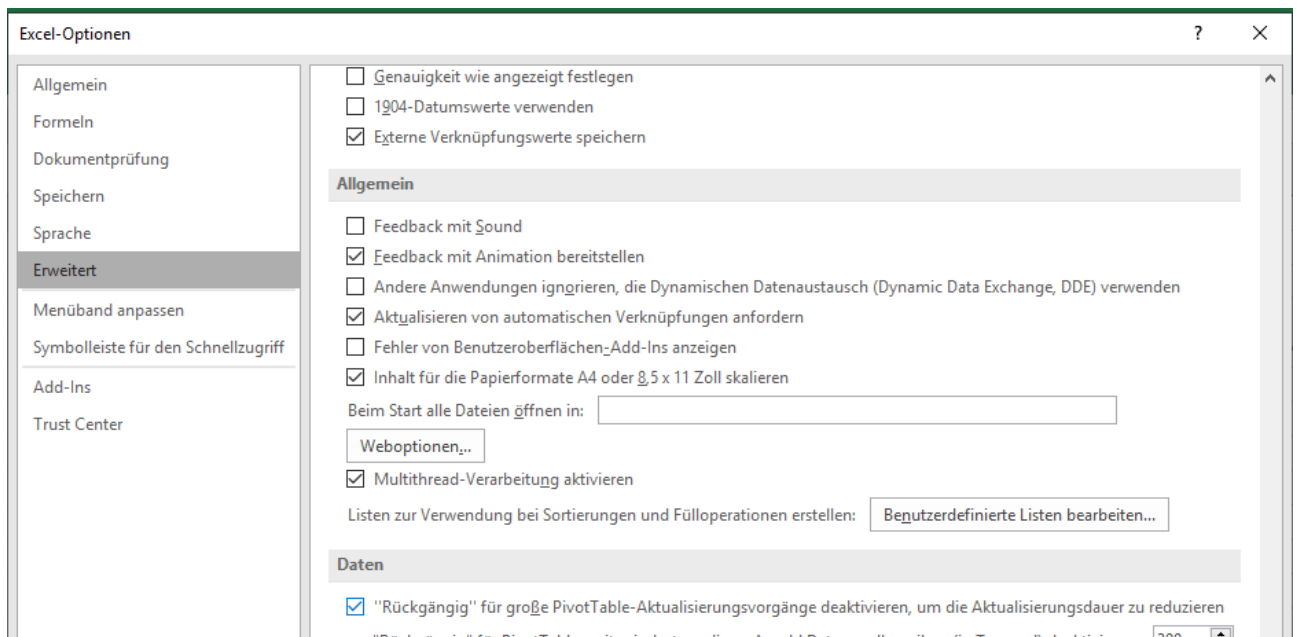 Excel-Optionen
?
Allgemein
Formeln
Dokumentprüfung
Speichern
Sprache
Erweitert
Menüband anpassen
Symbolleiste für den Schnellzugriff
Add-Ins
Trust Center
Genauigkeit wie angezeigt festlegen
1904-Datumswerte verwenden
Externe Verknüpfungswerte speichern
Allgemein
Feedback mit Sound
Feedback mit Animation bereitstellen
Andere Anwendungen ignorieren, die Dynamischen Datenaustausch (Dynamic Data Exchange, DDE) verwenden
Aktualisieren von automatischen Verknüpfungen anfordern
Fehler von Benutzeroberflächen-Add-Ins anzeigen
Inhalt für die Papierformate A4 oder 8,5 x 11 Zoll skalieren
Beim Start alle Dateien öffnen in:
Weboptionen...
Multithread-Verarbeitung aktivieren
Listen zur Verwendung bei Sortierungen und Fülloperationen erstellen: Benutzerdefinierte Listen bearbeiten...
Daten
"Rückgängig" für große PivotTable-Aktualisierungsvorgänge deaktivieren, um die Aktualisierungsdauer zu reduzieren